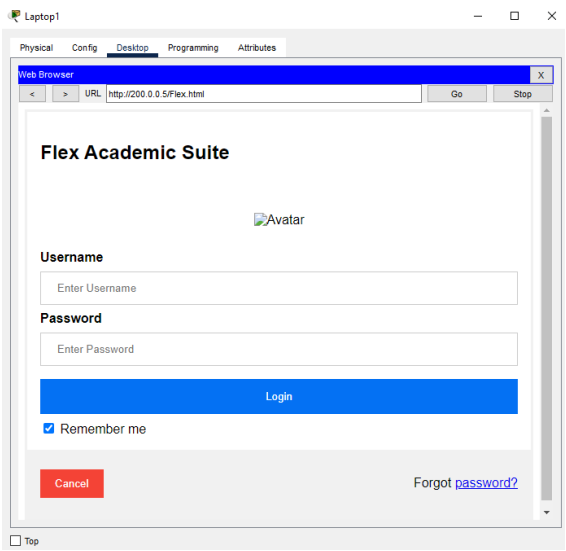 Laptop1
Physical Config Desktop Programming Attributes
Web Browser X
< > URL http://200.0.0.5/Flex.html Go Stop
Flex Academic Suite
Avatar
Username
Enter Username
Password
Enter Password
Login
Remember me
Cancel Forgot password?
Top